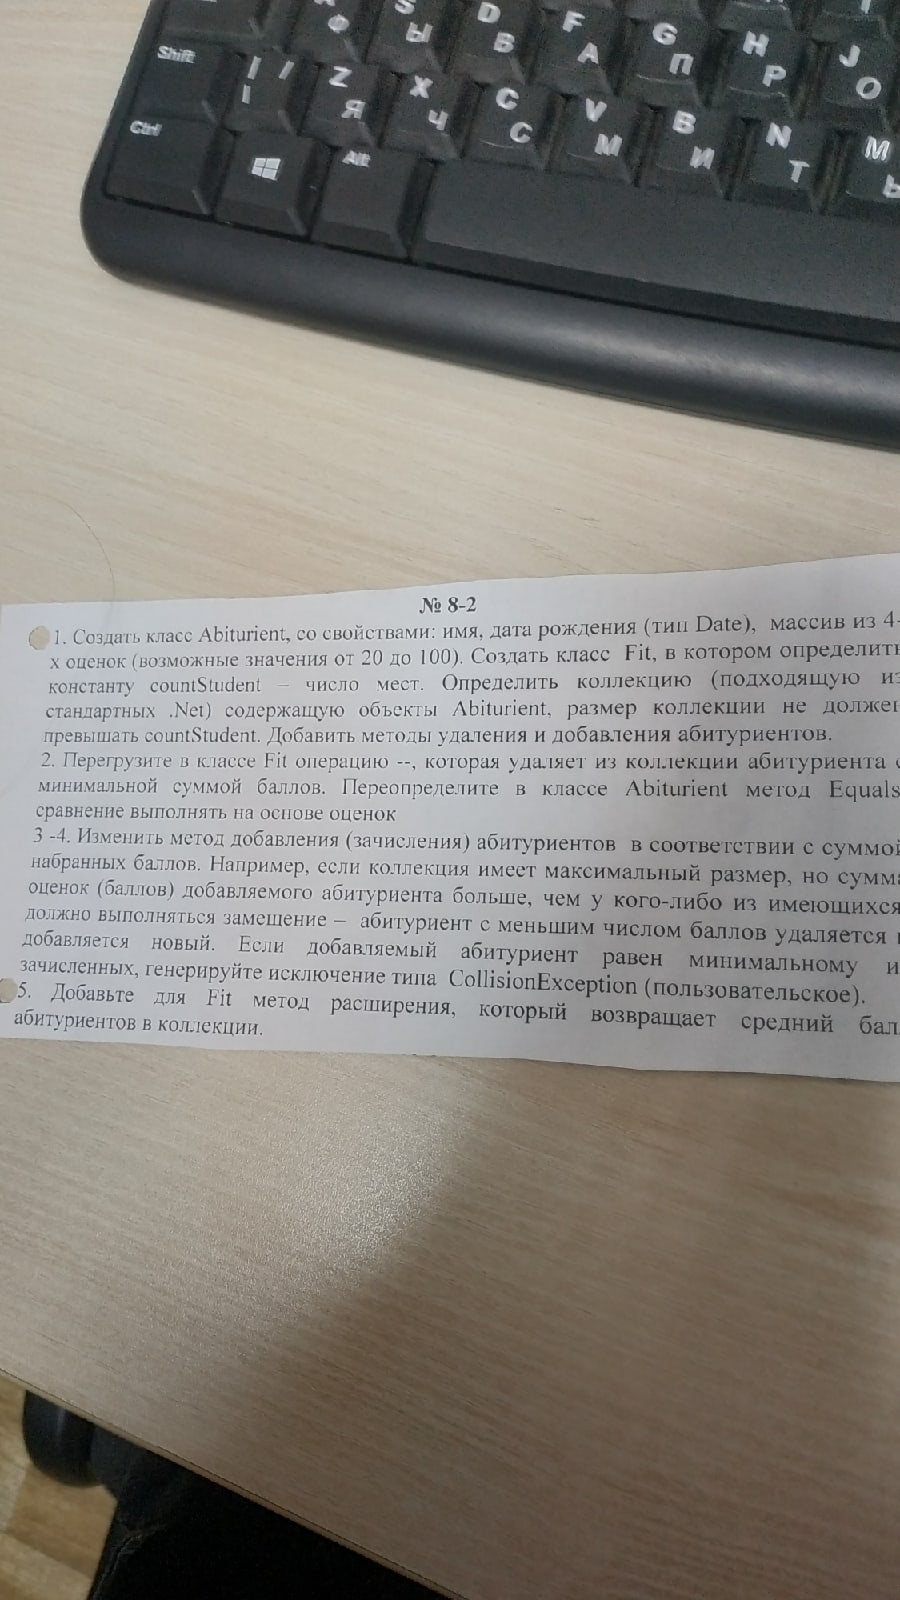 S D F G H J
Ф Ы В А П Р О
Shift | / Z X C V B N M
Я Ч С М И Т Ь
Ctrl Alt
№ 8-2
1. Создать класс Abiturient, со свойствами: имя, дата рождения (тип Date), массив из 4-
х оценок (возможные значения от 20 до 100). Создать класс Fit, в котором определить
константу countStudent – число мест. Определить коллекцию (подходящую из
стандартных .Net) содержащую объекты Abiturient, размер коллекции не должен
превышать countStudent. Добавить методы удаления и добавления абитуриентов.
2. Перегрузите в классе Fit операцию --, которая удаляет из коллекции абитуриента с
минимальной суммой баллов. Переопределите в классе Abiturient метод Equals,
сравнение выполнять на основе оценок
3 -4. Изменить метод добавления (зачисления) абитуриентов в соответствии с суммой
набранных баллов. Например, если коллекция имеет максимальный размер, но сумма
оценок (баллов) добавляемого абитуриента больше, чем у кого-либо из имеющихся,
должно выполняться замещение – абитуриент с меньшим числом баллов удаляется и
добавляется новый. Если добавляемый абитуриент равен минимальному из
зачисленных, генерируйте исключение типа CollisionException (пользовательское).
5. Добавьте для Fit метод расширения, который возвращает средний бал
абитуриентов в коллекции.